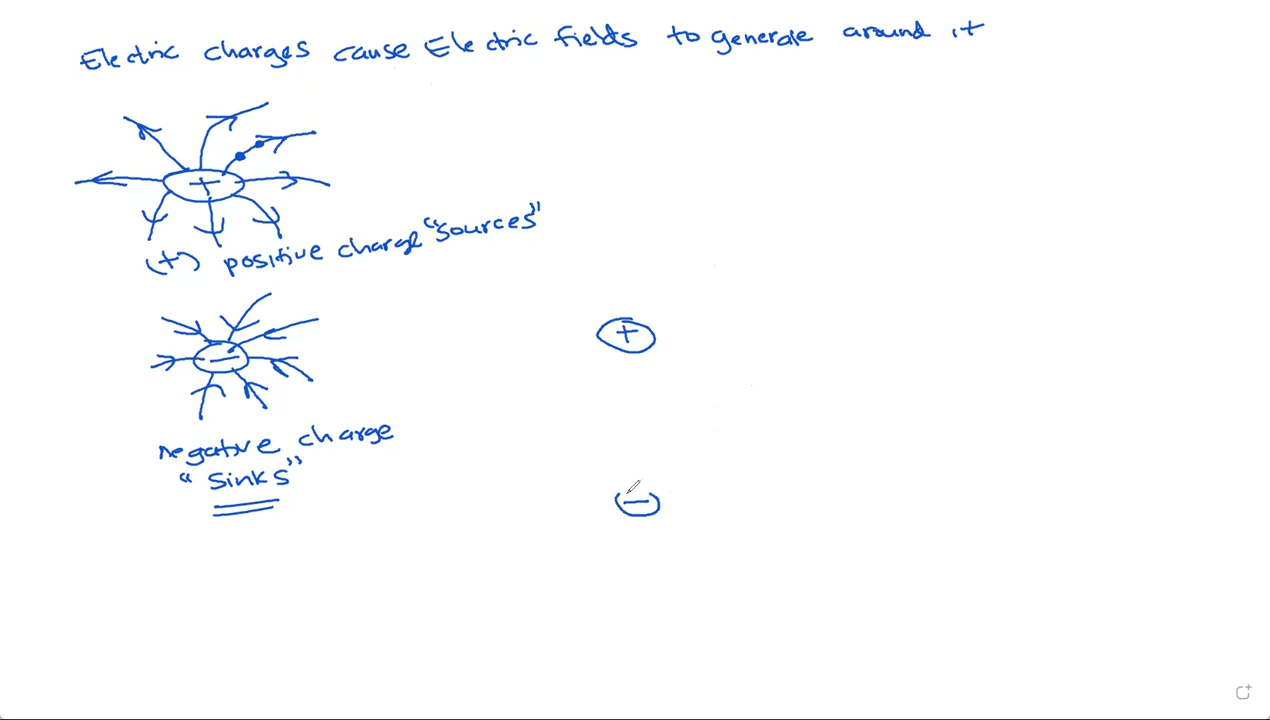 Electric charges cause Electric fields to generate around it
+
(+) positive charge "sources"
−
negative charge
"sinks"
+
−